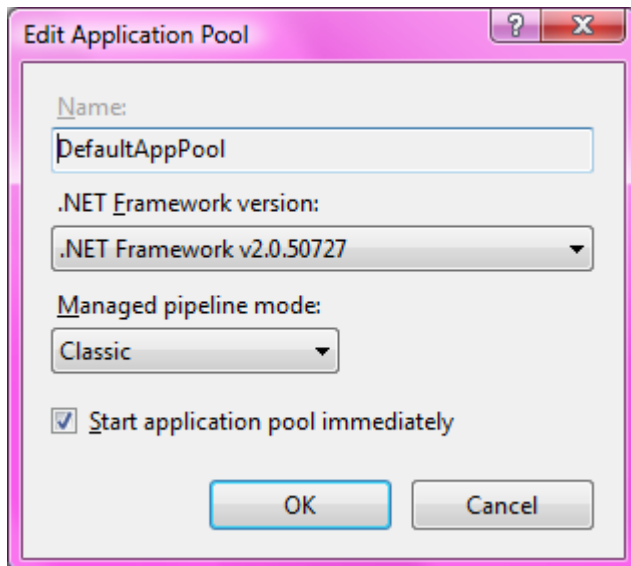 Edit Application Pool
Name:
DefaultAppPool
.NET Framework version:
.NET Framework v2.0.50727
Managed pipeline mode:
Classic
Start application pool immediately
OK Cancel